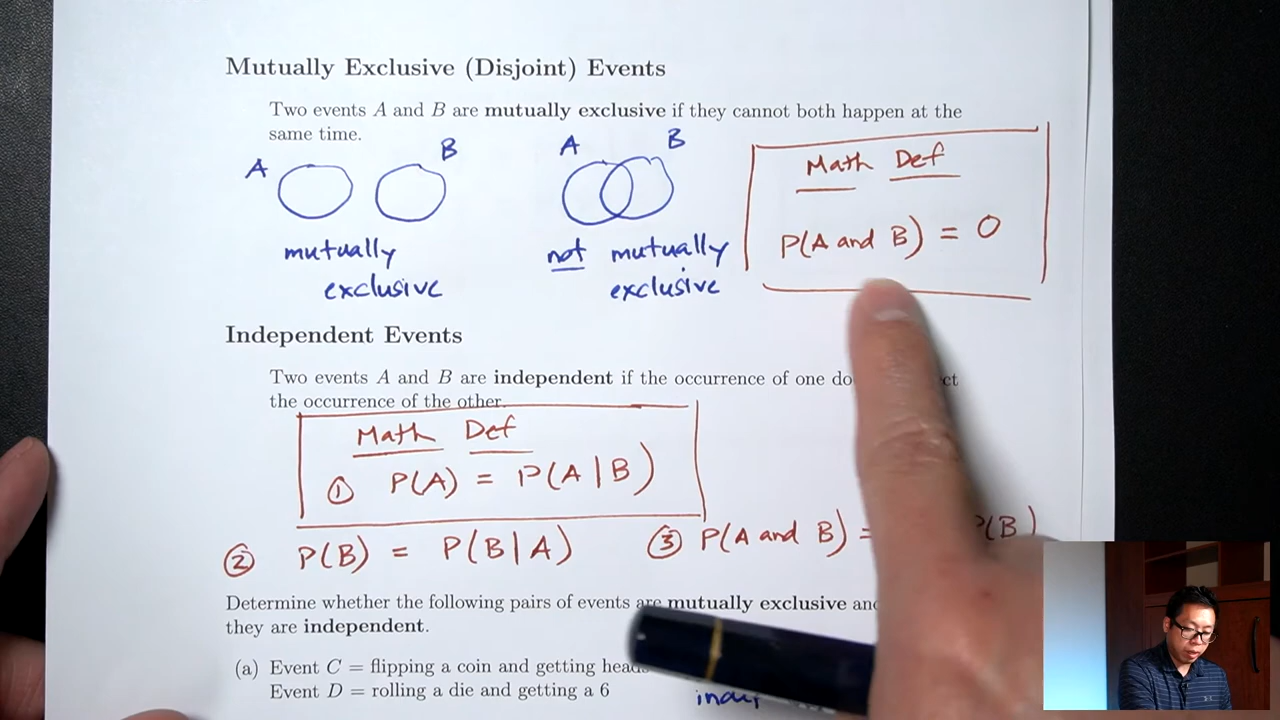 Mutually Exclusive (Disjoint) Events
Two events A and B are mutually exclusive if they cannot both happen at the
same time.
A B
A B
Math Def
P(A and B) = 0
mutually
exclusive
not mutually
exclusive
Independent Events
Two events A and B are independent if the occurrence of one
the occurrence of the other.
Math Def
① P(A) = P(A|B)
② P(B) = P(B|A)
③ P(A and B) = P(B)
Determine whether the following pairs of events are mutually exclusive
they are independent.
(a) Event C = flipping a coin and getting
Event D = rolling a die and getting a 6